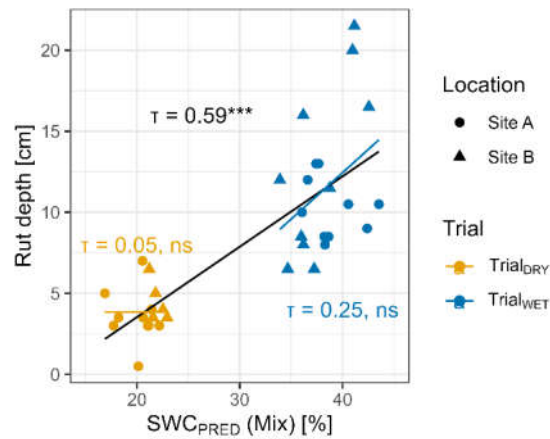 20
15
10
5
0
Rut depth [cm]
τ = 0.59***
τ = 0.05, ns
τ = 0.25, ns
20 30 40
SWCPRED (Mix) [%]
Location
Site A
Site B
Trial
TrialDRY
TrialWET